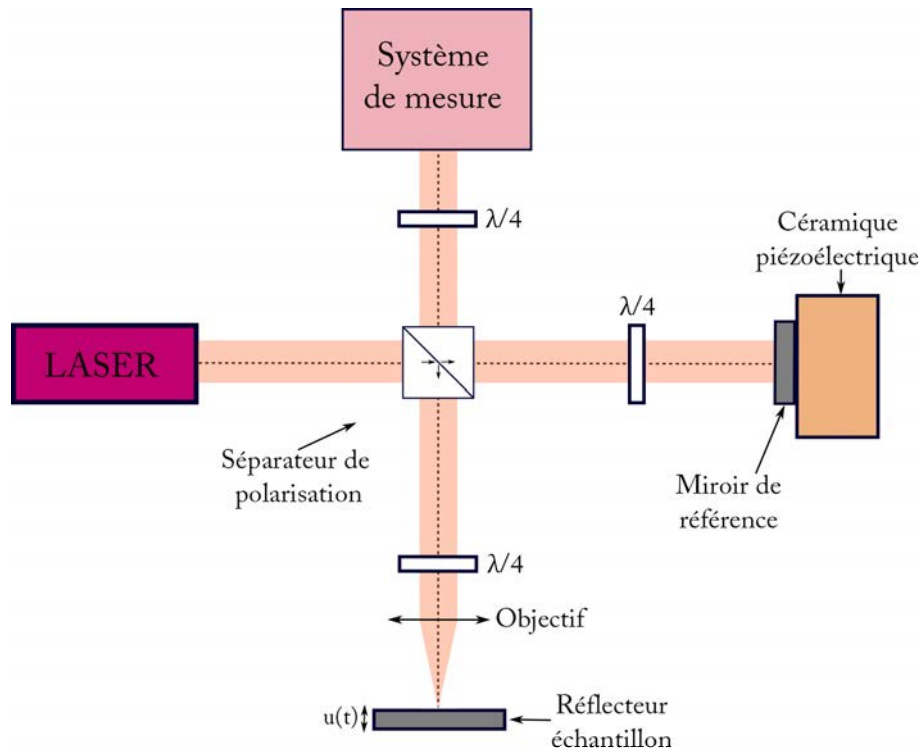 Système
de mesure
λ/4
Céramique
piézoélectrique
λ/4
LASER
Séparateur de
polarisation
Miroir de
référence
λ/4
Objectif
u(t)
Réflecteur
échantillon